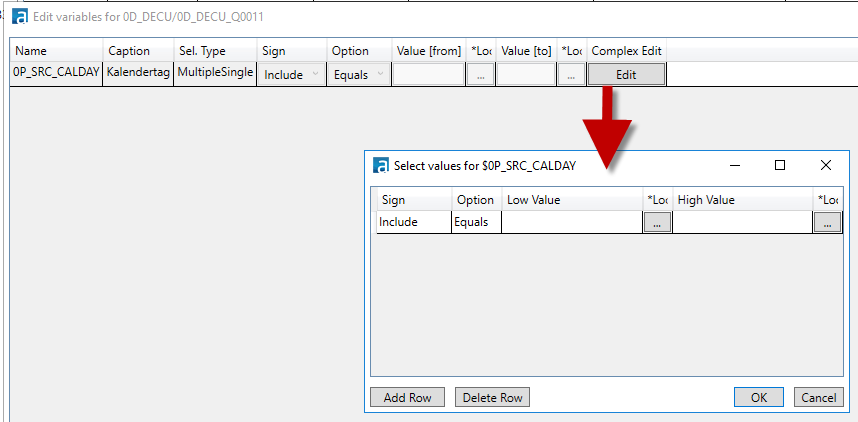 Edit variables for 0D_DECU/0D_DECU_Q0011
Name Caption Sel. Type Sign Option Value [from] *Loc Value [to] *Loc Complex Edit
0P_SRC_CALDAY Kalendertag MultipleSingle Include Equals ... ... Edit
Select values for $0P_SRC_CALDAY
Sign Option Low Value *Loc High Value *Loc
Include Equals ... ...
Add Row Delete Row OK Cancel